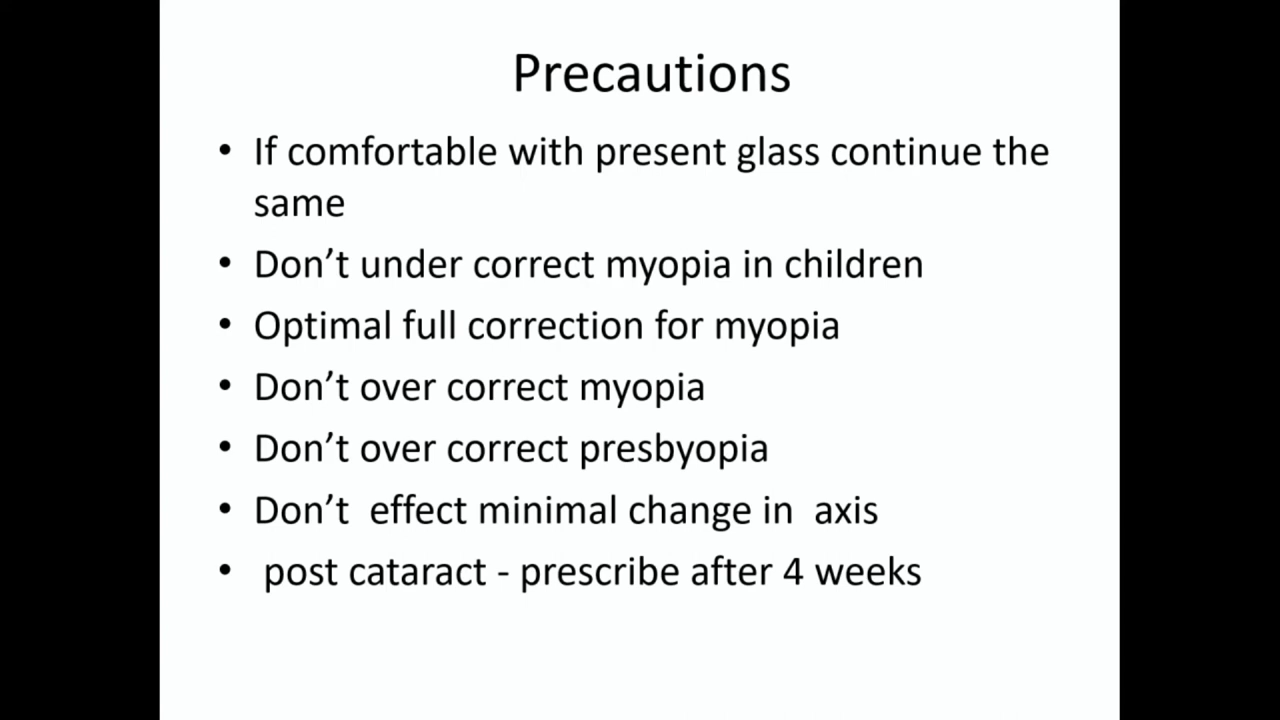 Precautions
• If comfortable with present glass continue the
same
• Don’t under correct myopia in children
• Optimal full correction for myopia
• Don’t over correct myopia
• Don’t over correct presbyopia
• Don’t  effect minimal change in  axis
•  post cataract - prescribe after 4 weeks